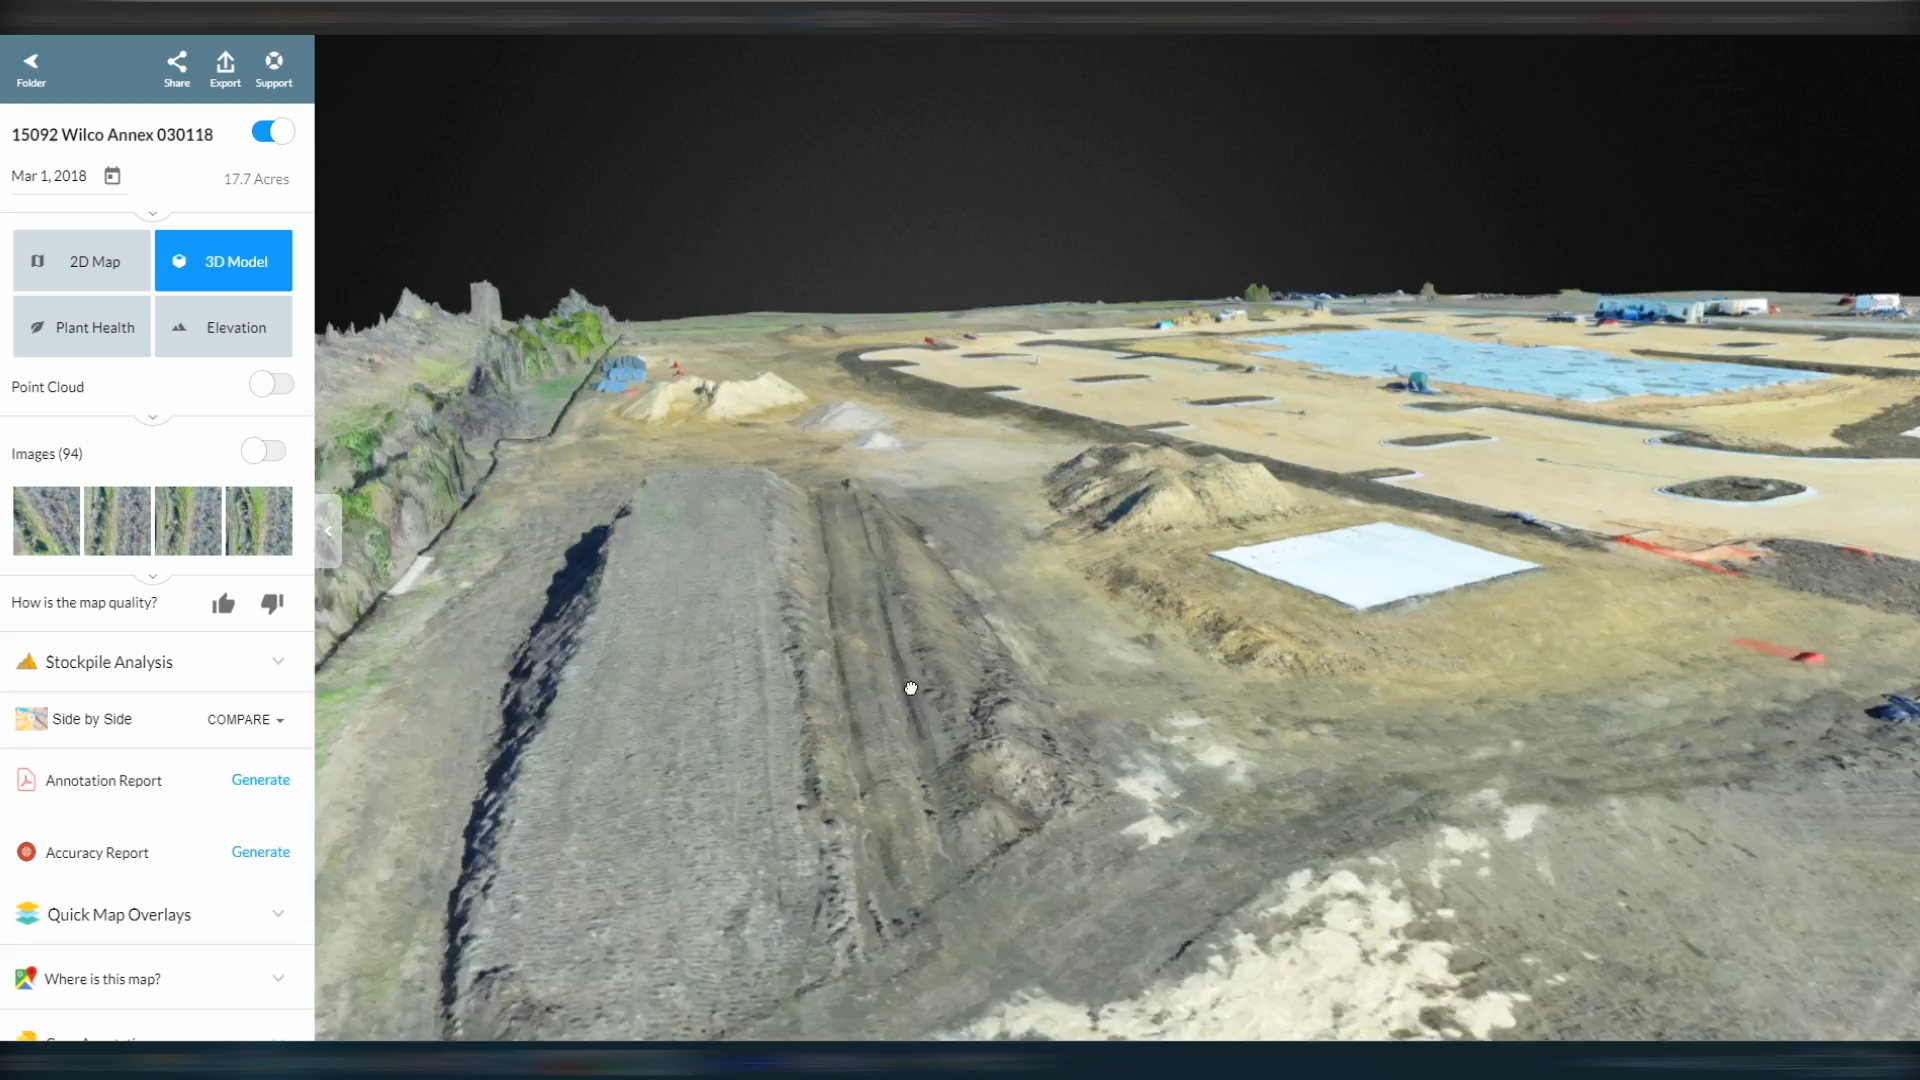 Folder
Share
Export
Support
15092 Wilco Annex 030118
Mar 1, 2018
17.7 Acres
2D Map
3D Model
Plant Health
Elevation
Point Cloud
Images (94)
How is the map quality?
Stockpile Analysis
Side by Side
COMPARE
Annotation Report
Generate
Accuracy Report
Generate
Quick Map Overlays
Where is this map?